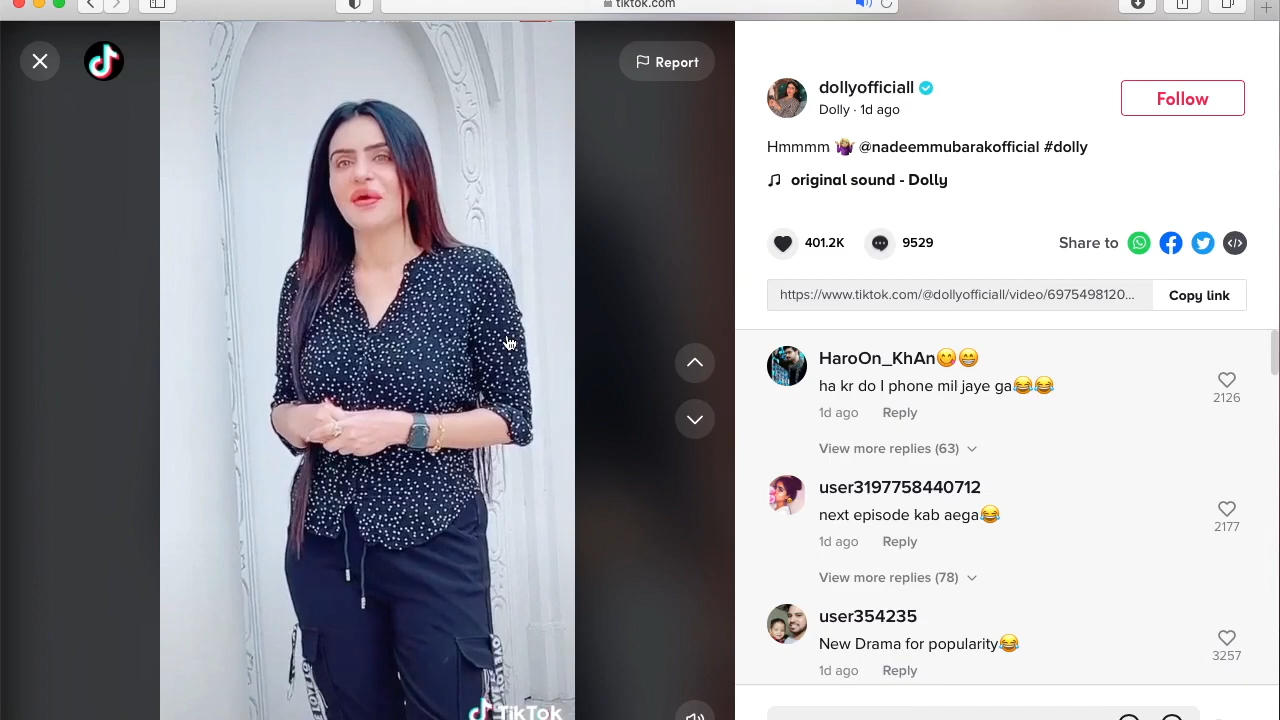 tiktok.com
Report
dollyofficiall
Dolly · 1d ago
Follow
Hmmmm 🤷‍♀️ @nadeemmubarakofficial #dolly
original sound - Dolly
401.2K
9529
Share to
https://www.tiktok.com/@dollyofficiall/video/6975498120...
Copy link
HaroOn_KhAn😋😁
ha kr do I phone mil jaye ga😂😂
2126
1d ago Reply
View more replies (63)
user3197758440712
next episode kab aega😂
2177
1d ago Reply
View more replies (78)
user354235
New Drama for popularity😂
3257
1d ago Reply
TikTok